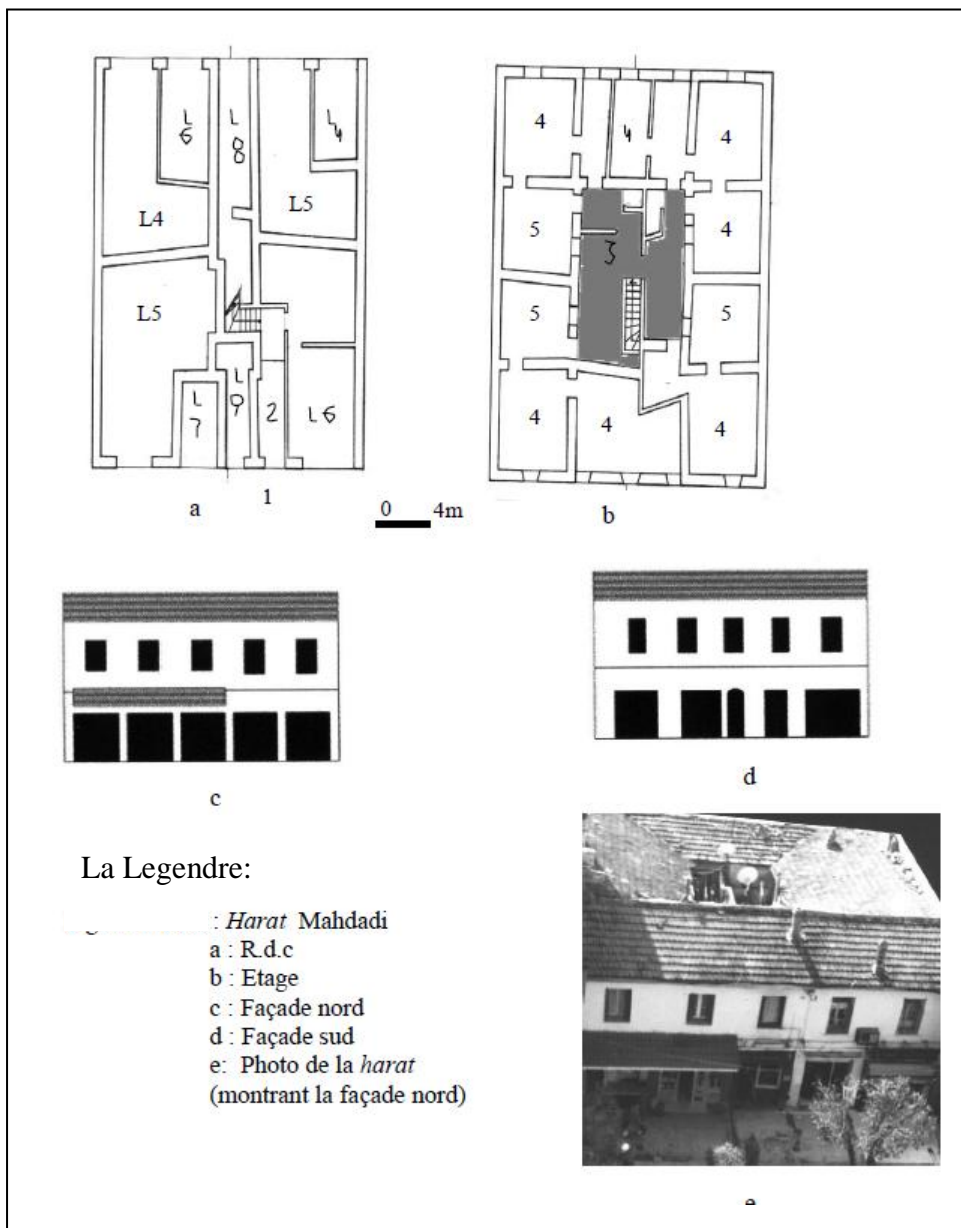 L
6
L
8
L4
L4
L5
L5
L
7
L
9
2
L6
a
1
0 4m
4
4
4
5
3
4
5
5
4
4
4
b
c
d
La Legendre:
: Harat Mahdadi
a : R.d.c
b : Etage
c : Façade nord
d : Façade sud
e: Photo de la harat
(montrant la façade nord)
e